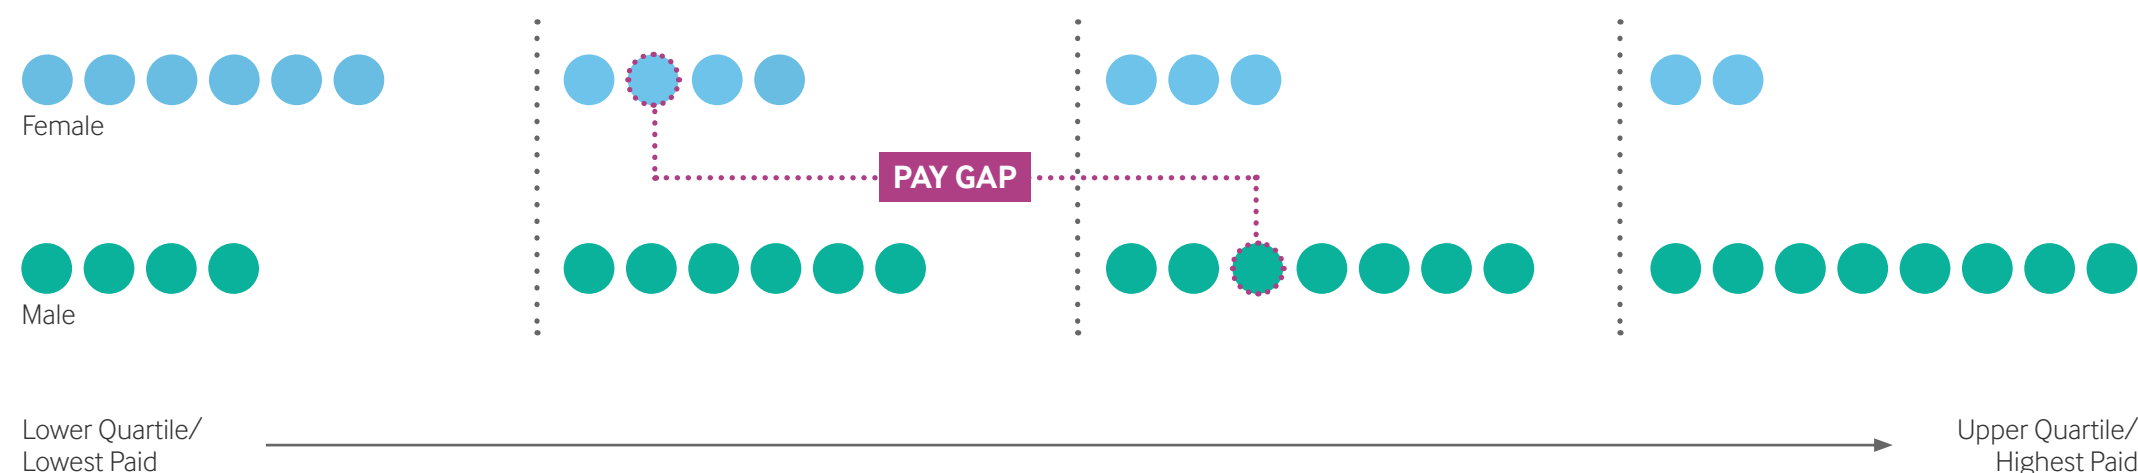 Female
PAY GAP
Male
Lower Quartile/
Lowest Paid
Upper Quartile/
Highest Paid